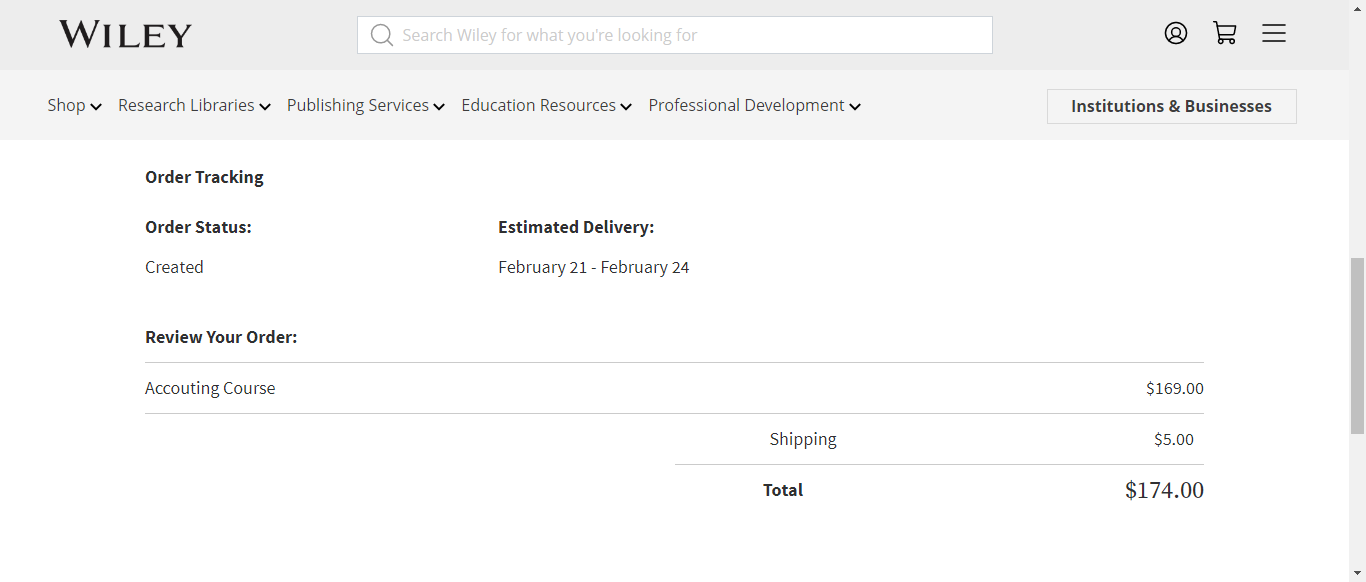 WILEY
Search Wiley for what you're looking for
Shop Research Libraries Publishing Services Education Resources Professional Development
Institutions & Businesses
Order Tracking
Order Status: Estimated Delivery:
Created February 21 - February 24
Review Your Order:
Accouting Course $169.00
Shipping $5.00
Total $174.00